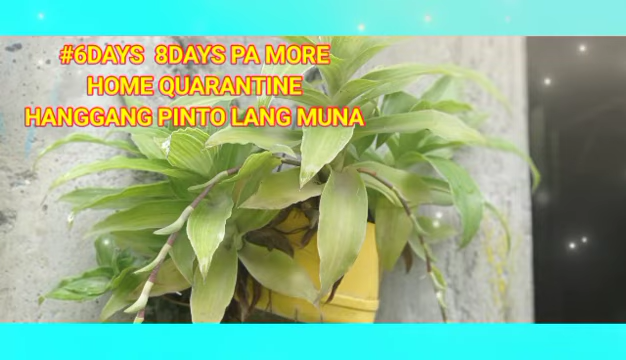 #6DAYS 8DAYS PA MORE
HOME QUARANTINE
HANGGANG PINTO LANG MUNA